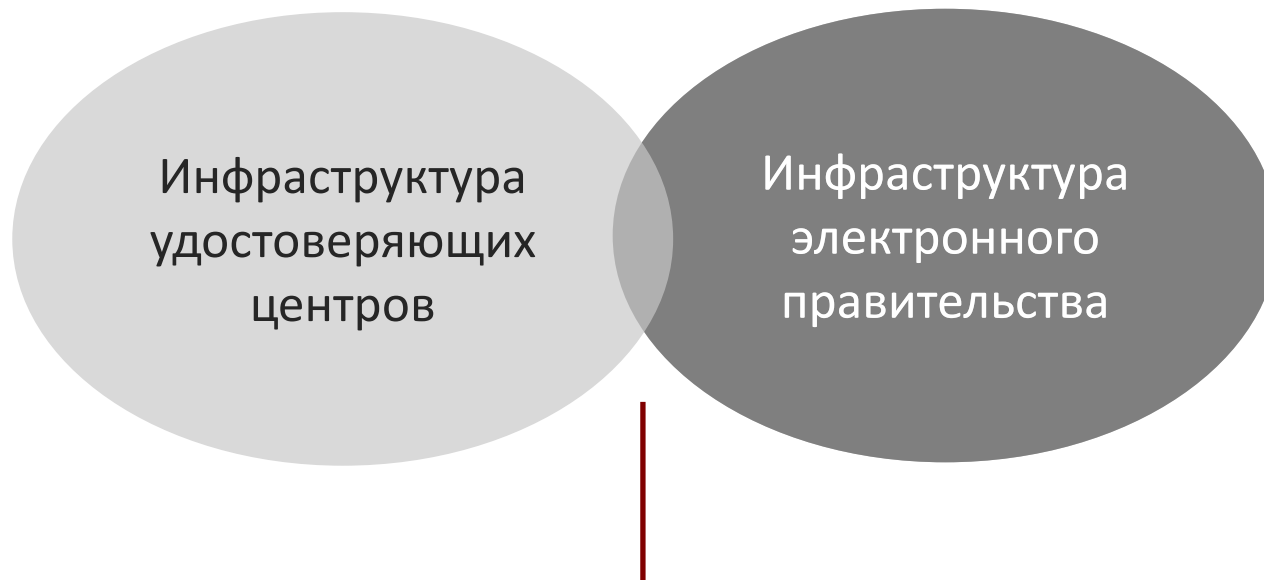 Инфраструктура
удостоверяющих
центров
Инфраструктура
электронного
правительства